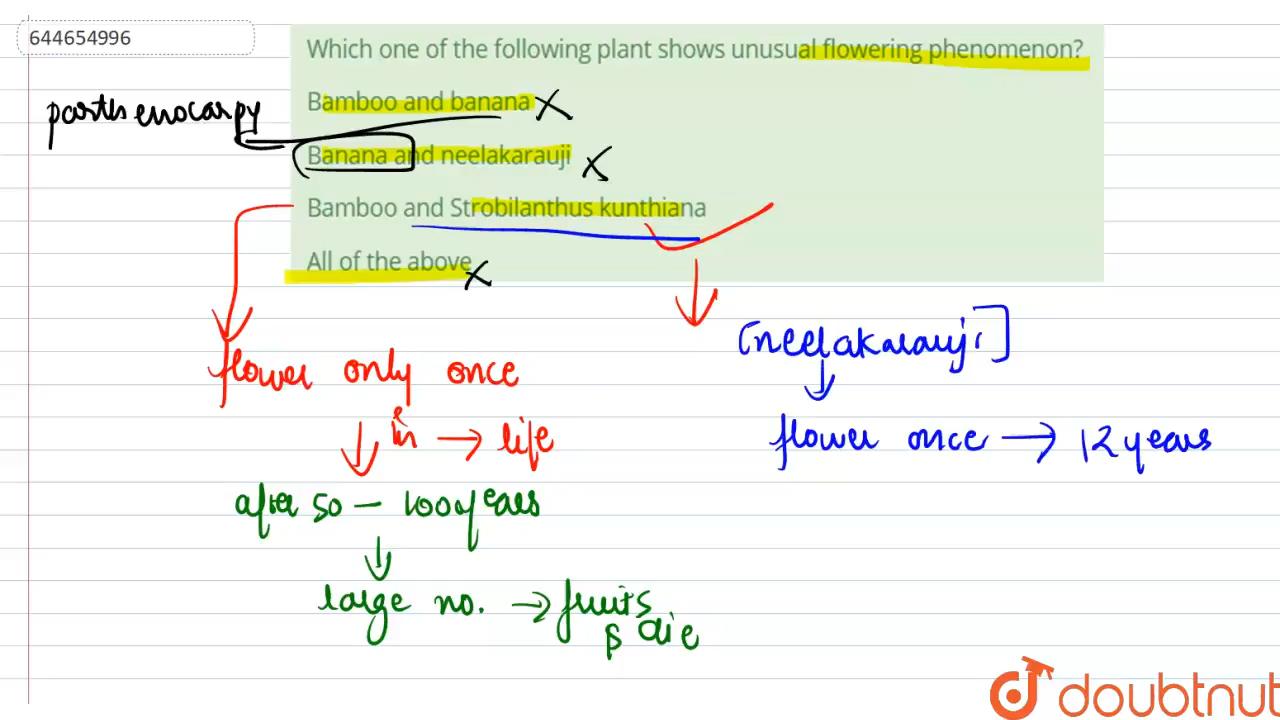 644654996
Which one of the following plant shows unusual flowering phenomenon?
Bamboo and banana X
parthenocarpy
Banana and neelakarauji X
Bamboo and Strobilanthus kunthiana
All of the above X
[neelakarauji]
flower only once
in → life
flower once → 12 years
after 50 - 100 years
large no. → fruits
& die
doubtnut